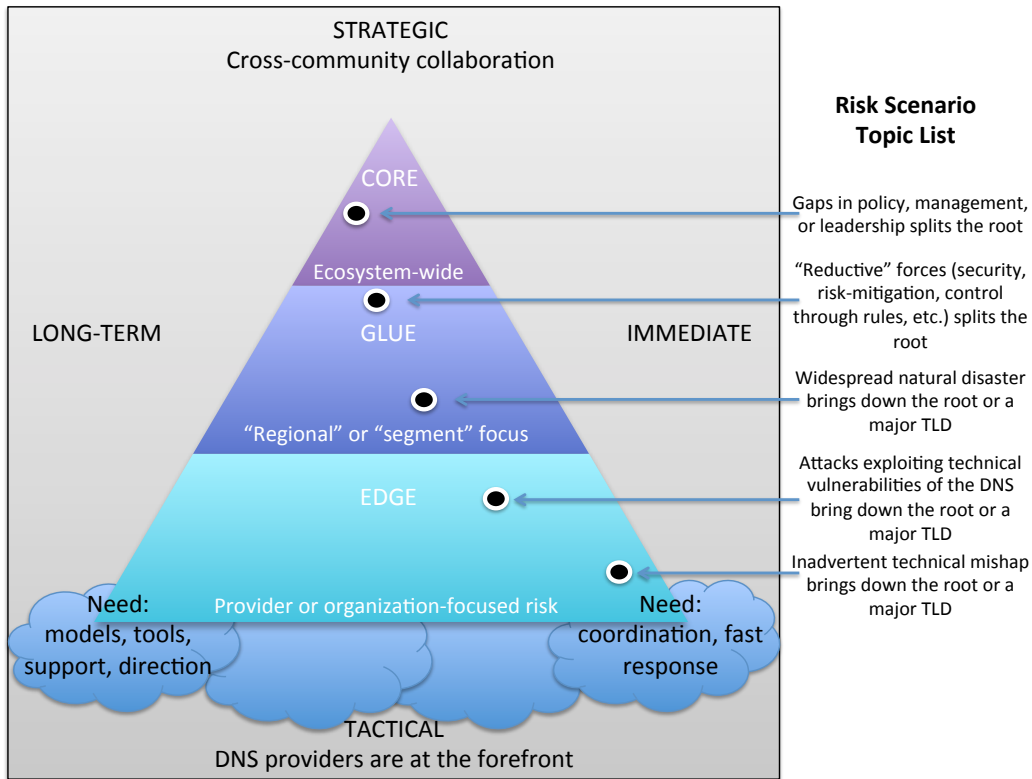 STRATEGIC
Cross-community collaboration
Risk Scenario
Topic List
CORE
Gaps in policy, management,
or leadership splits the root
Ecosystem-wide
“Reductive” forces (security,
risk-mitigation, control
through rules, etc.) splits the
root
LONG-TERM
GLUE
IMMEDIATE
Widespread natural disaster
brings down the root or a
major TLD
“Regional” or “segment” focus
EDGE
Attacks exploiting technical
vulnerabilities of the DNS
bring down the root or a
major TLD
Inadvertent technical mishap
brings down the root or a
major TLD
Provider or organization-focused risk
Need:
models, tools,
support, direction
Need:
coordination, fast
response
TACTICAL
DNS providers are at the forefront